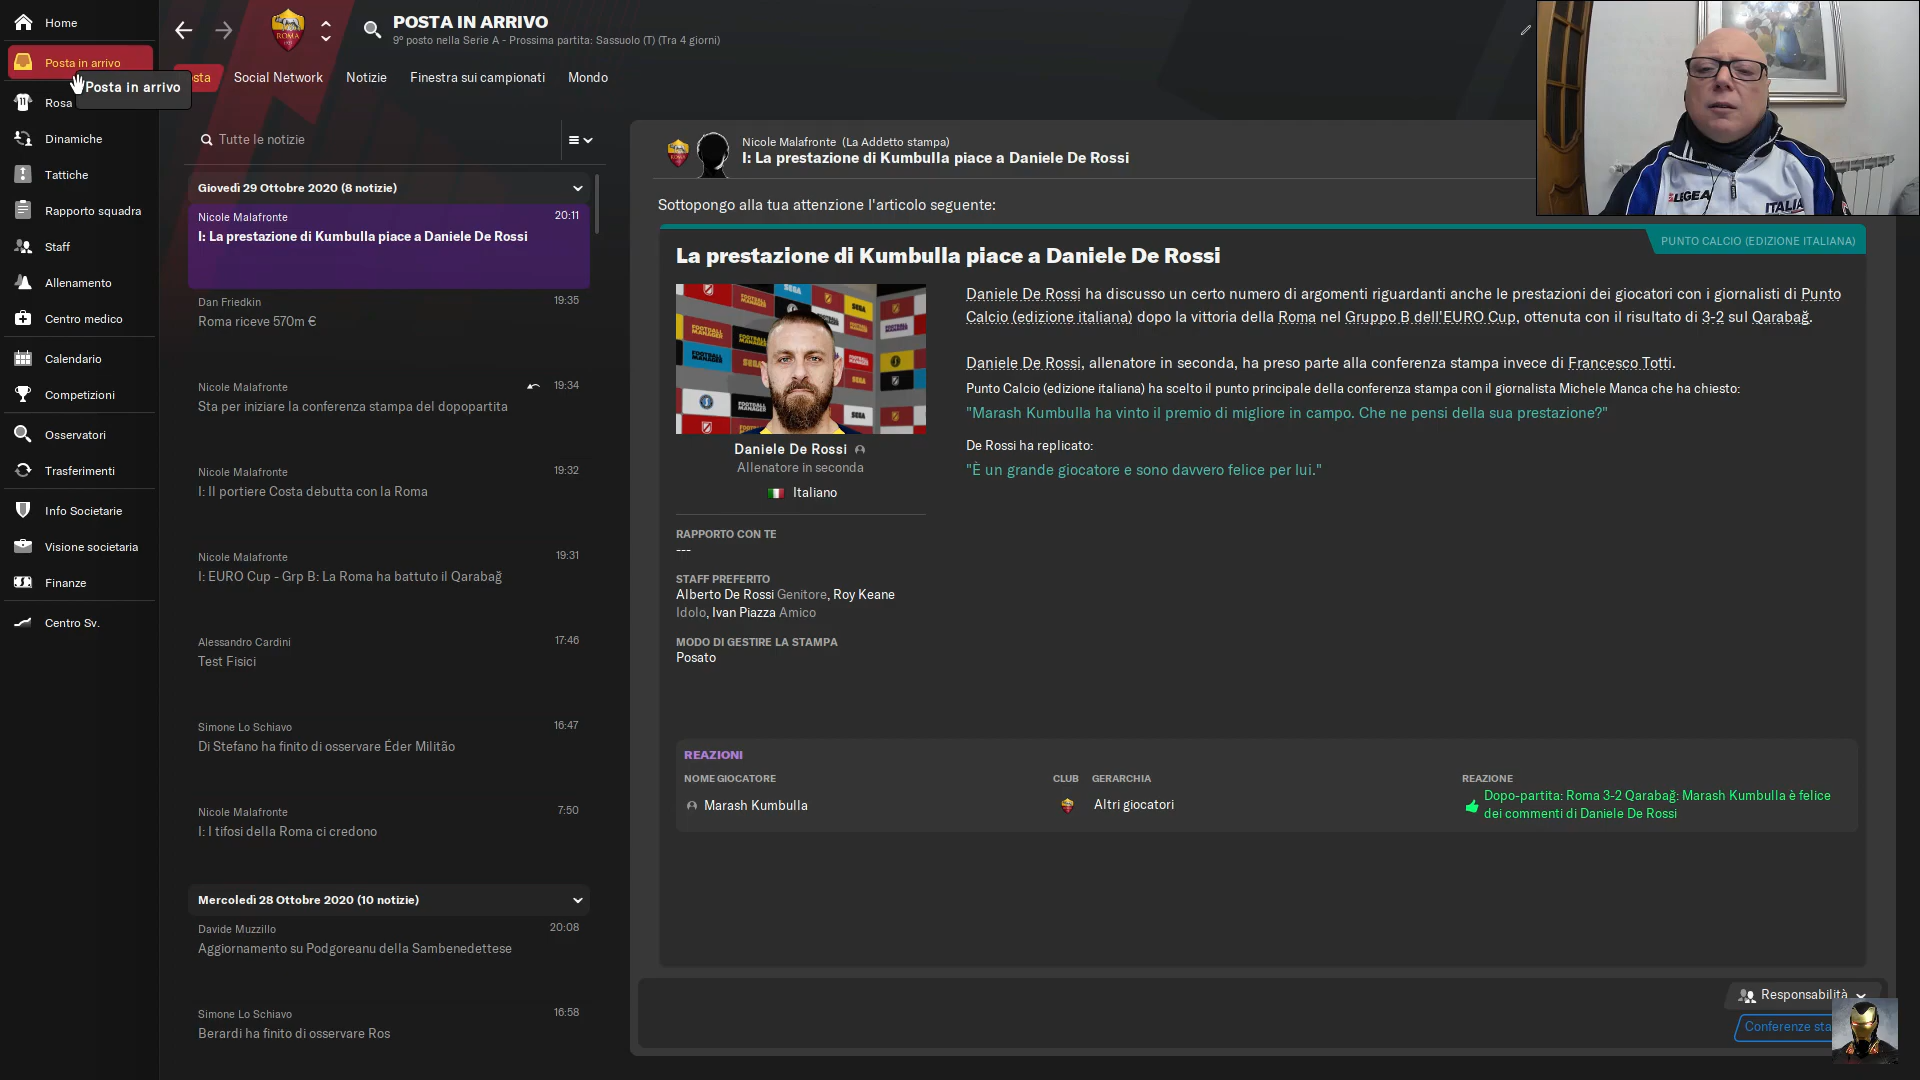 Home
Posta in arrivo
Posta in arrivo
Rosa
Dinamiche
Tattiche
Rapporto squadra
Staff
Allenamento
Centro medico
Calendario
Competizioni
Osservatori
Trasferimenti
Info Societarie
Visione societaria
Finanze
Centro Sv.
ROMA
POSTA IN ARRIVO
9° posto nella Serie A - Prossima partita: Sassuolo (T) (Tra 4 giorni)
sta
Social Network
Notizie
Finestra sui campionati
Mondo
Tutte le notizie
Giovedì 29 Ottobre 2020 (8 notizie)
Nicole Malafronte 20:11
I: La prestazione di Kumbulla piace a Daniele De Rossi
Dan Friedkin 19:35
Roma riceve 570m €
Nicole Malafronte 19:34
Sta per iniziare la conferenza stampa del dopopartita
Nicole Malafronte 19:32
I: Il portiere Costa debutta con la Roma
Nicole Malafronte 19:31
I: EURO Cup - Grp B: La Roma ha battuto il Qarabağ
Alessandro Cardini 17:46
Test Fisici
Simone Lo Schiavo 16:47
Di Stefano ha finito di osservare Éder Militão
Nicole Malafronte 7:50
I: I tifosi della Roma ci credono
Mercoledì 28 Ottobre 2020 (10 notizie)
Davide Muzzillo 20:08
Aggiornamento su Podgoreanu della Sambenedettese
Simone Lo Schiavo 16:58
Berardi ha finito di osservare Ros
Nicole Malafronte (La Addetto stampa)
I: La prestazione di Kumbulla piace a Daniele De Rossi
Sottopongo alla tua attenzione l'articolo seguente:
PUNTO CALCIO (EDIZIONE ITALIANA)
La prestazione di Kumbulla piace a Daniele De Rossi
Daniele De Rossi ha discusso un certo numero di argomenti riguardanti anche le prestazioni dei giocatori con i giornalisti di Punto
Calcio (edizione italiana) dopo la vittoria della Roma nel Gruppo B dell'EURO Cup, ottenuta con il risultato di 3-2 sul Qarabağ.
Daniele De Rossi, allenatore in seconda, ha preso parte alla conferenza stampa invece di Francesco Totti.
Punto Calcio (edizione italiana) ha scelto il punto principale della conferenza stampa con il giornalista Michele Manca che ha chiesto:
"Marash Kumbulla ha vinto il premio di migliore in campo. Che ne pensi della sua prestazione?"
De Rossi ha replicato:
"È un grande giocatore e sono davvero felice per lui."
Daniele De Rossi
Allenatore in seconda
Italiano
RAPPORTO CON TE
---
STAFF PREFERITO
Alberto De Rossi Genitore, Roy Keane
Idolo, Ivan Piazza Amico
MODO DI GESTIRE LA STAMPA
Posato
REAZIONI
NOME GIOCATORE CLUB GERARCHIA REAZIONE
Marash Kumbulla Altri giocatori
Dopo-partita: Roma 3-2 Qarabağ: Marash Kumbulla è felice
dei commenti di Daniele De Rossi
Responsabilità
Conferenze sta
LEGEA
ITALIA